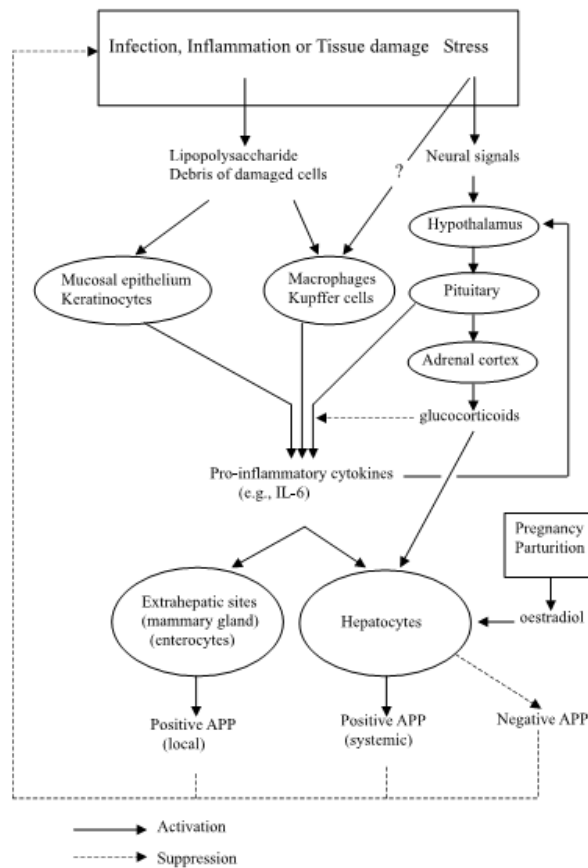 Infection, Inflammation or Tissue damage Stress
Lipopolysaccharide
Debris of damaged cells
?
Neural signals
Hypothalamus
Mucosal epithelium
Keratinocytes
Macrophages
Kupffer cells
Pituitary
Adrenal cortex
glucocorticoids
Pro-inflammatory cytokines
(e.g., IL-6)
Pregnancy
Parturition
Extrahepatic sites
(mammary gland)
(enterocytes)
Hepatocytes
oestradiol
Positive APP
(local)
Positive APP
(systemic)
Negative APP
Activation
Suppression